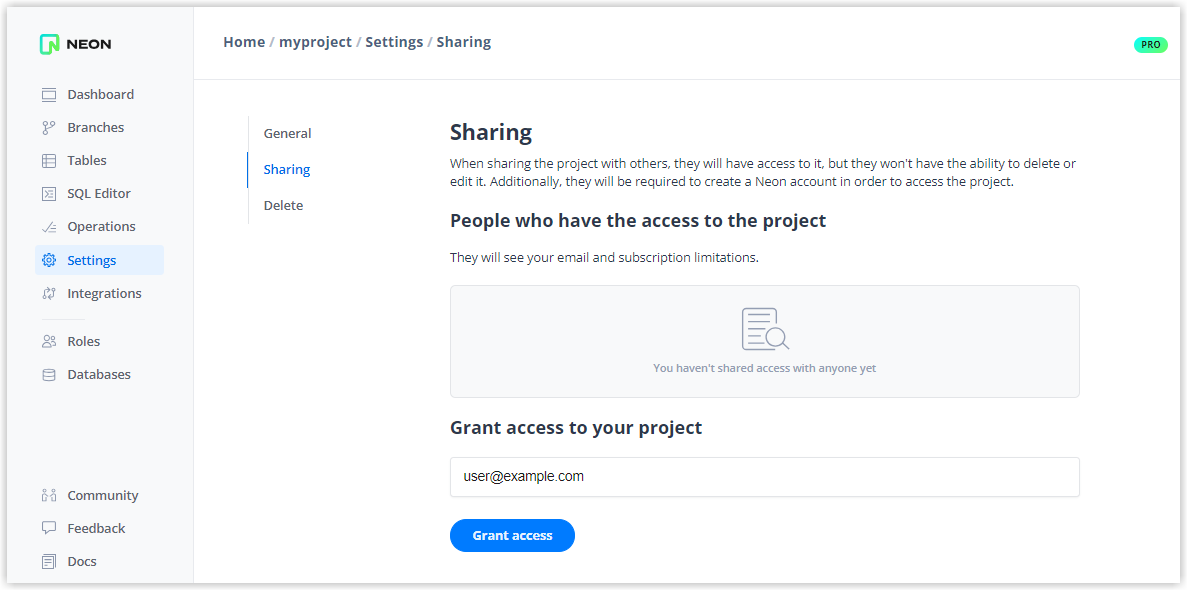 NEON
Home / myproject / Settings / Sharing
PRO
Dashboard
Branches
Tables
SQL Editor
Operations
Settings
Integrations
Roles
Databases
Community
Feedback
Docs
General
Sharing
Delete
Sharing
When sharing the project with others, they will have access to it, but they won't have the ability to delete or
edit it. Additionally, they will be required to create a Neon account in order to access the project.
People who have the access to the project
They will see your email and subscription limitations.
You haven't shared access with anyone yet
Grant access to your project
user@example.com
Grant access